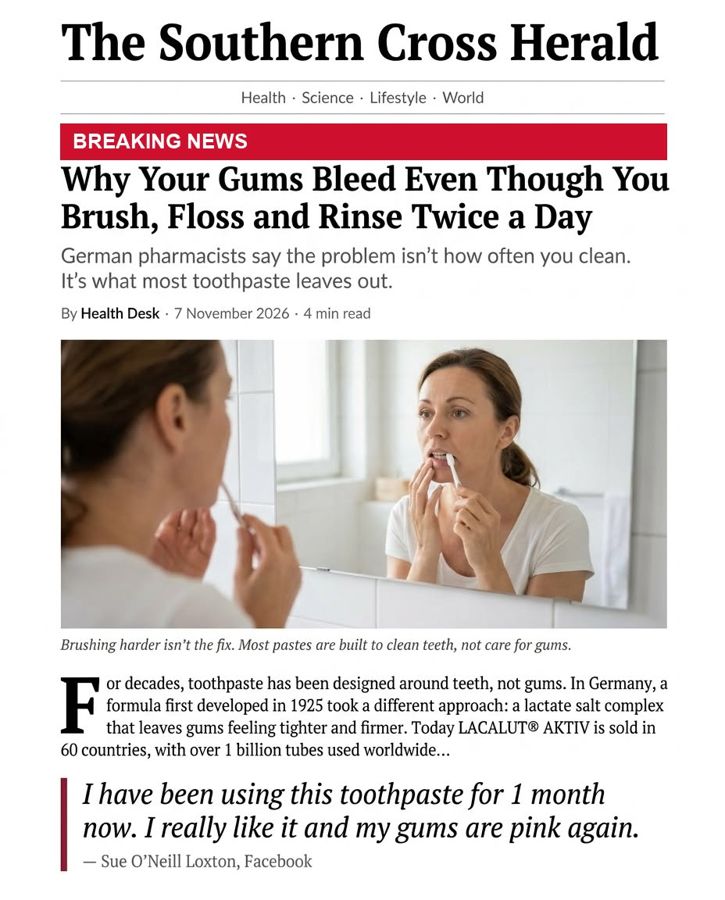 The Southern Cross Herald
Health · Science · Lifestyle · World
BREAKING NEWS
Why Your Gums Bleed Even Though You
Brush, Floss and Rinse Twice a Day
German pharmacists say the problem isn't how often you clean.
It's what most toothpaste leaves out.
By Health Desk · 7 November 2026 · 4 min read
Brushing harder isn't the fix. Most pastes are built to clean teeth, not care for gums.
For decades, toothpaste has been designed around teeth, not gums. In Germany, a
formula first developed in 1925 took a different approach: a lactate salt complex
that leaves gums feeling tighter and firmer. Today LACALUT® AKTIV is sold in
60 countries, with over 1 billion tubes used worldwide...
I have been using this toothpaste for 1 month
now. I really like it and my gums are pink again.
— Sue O'Neill Loxton, Facebook